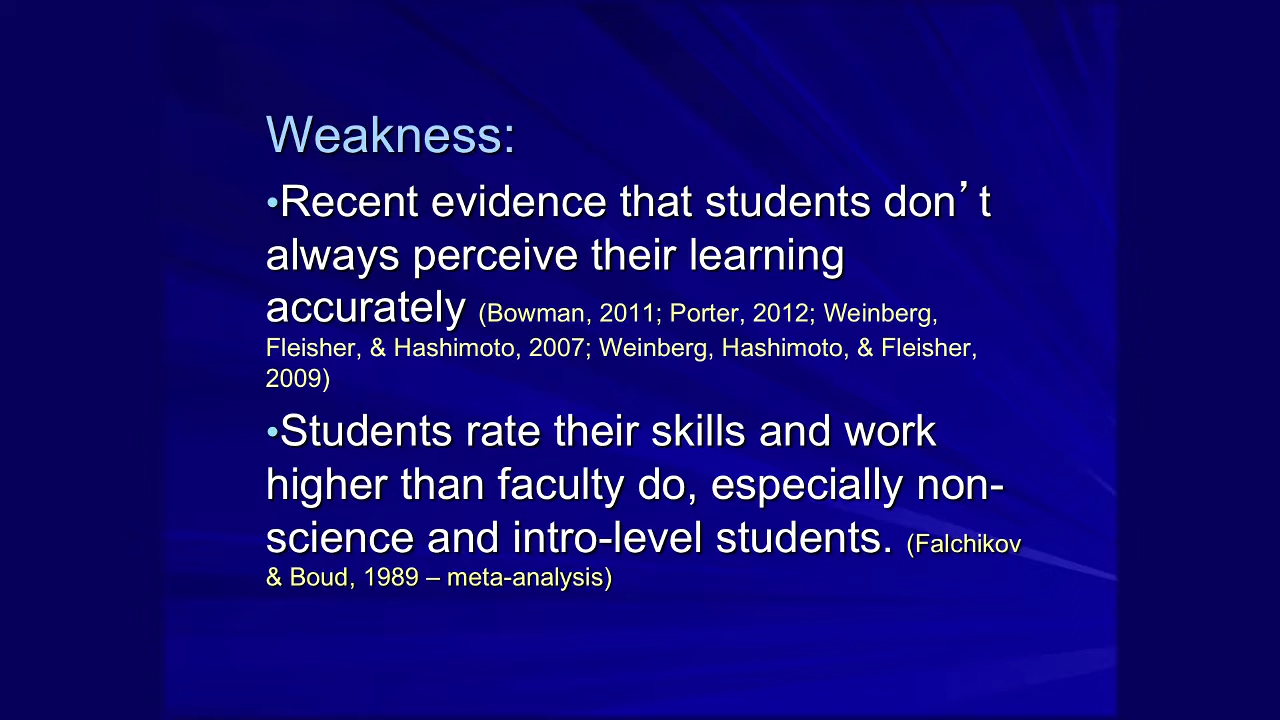 Weakness:
•Recent evidence that students don’t
always perceive their learning
accurately (Bowman, 2011; Porter, 2012; Weinberg,
Fleisher, & Hashimoto, 2007; Weinberg, Hashimoto, & Fleisher,
2009)
•Students rate their skills and work
higher than faculty do, especially non-
science and intro-level students. (Falchikov
& Boud, 1989 – meta-analysis)